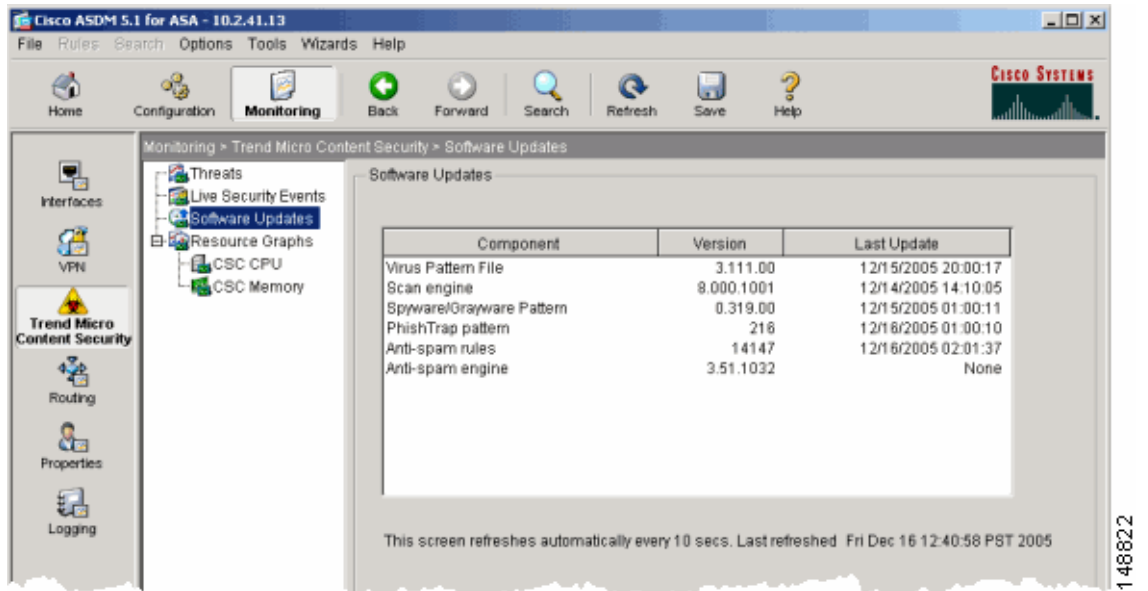 Cisco ASDM 5.1 for ASA - 10.2.41.13
File Rules Search Options Tools Wizards Help
Home Configuration Monitoring Back Forward Search Refresh Save Help
CISCO SYSTEMS
Monitoring > Trend Micro Content Security > Software Updates
Interfaces
VPN
Trend Micro
Content Security
Routing
Properties
Logging
Threats
Live Security Events
Software Updates
Resource Graphs
CSC CPU
CSC Memory
Software Updates
Component Version Last Update
Virus Pattern File 3.111.00 12/15/2005 20:00:17
Scan engine 8.000.1001 12/14/2005 14:10:05
Spyware/Grayware Pattern 0.319.00 12/15/2005 01:00:11
PhishTrap pattern 216 12/16/2005 01:00:10
Anti-spam rules 14147 12/16/2005 02:01:37
Anti-spam engine 3.51.1032 None
This screen refreshes automatically every 10 secs. Last refreshed Fri Dec 16 12:40:58 PST 2005
148822